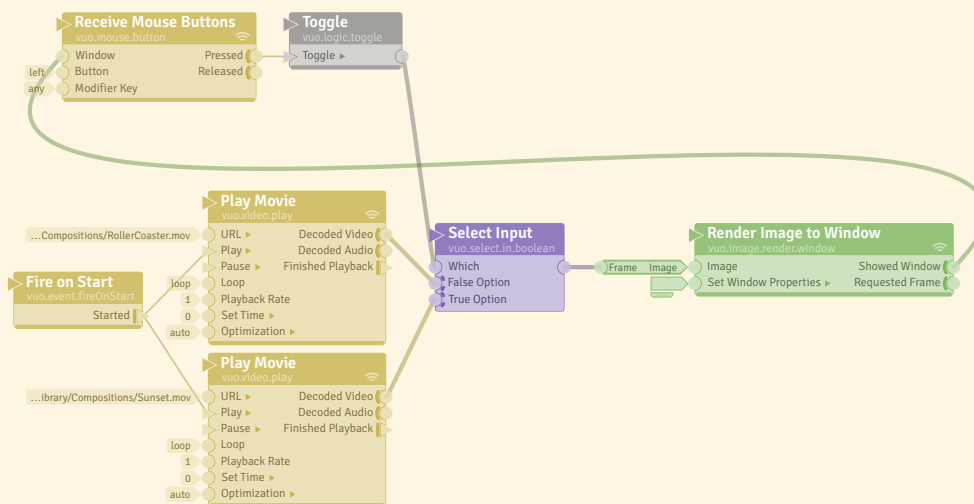 Receive Mouse Buttons
vuo.mouse.button
Window Pressed
left Button Released
any Modifier Key
Toggle
vuo.logic.toggle
Toggle
Play Movie
vuo.video.play
...Compositions/RollerCoaster.mov URL Decoded Video
Play Decoded Audio
Pause Finished Playback
loop Loop
1 Playback Rate
0 Set Time
auto Optimization
Fire on Start
vuo.event.fireOnStart
Started
Play Movie
vuo.video.play
...ibrary/Compositions/Sunset.mov URL Decoded Video
Play Decoded Audio
Pause Finished Playback
loop Loop
1 Playback Rate
0 Set Time
auto Optimization
Select Input
vuo.select.in.boolean
Which
False Option
True Option
Frame Image
Render Image to Window
vuo.image.render.window
Image Showed Window
Set Window Properties Requested Frame